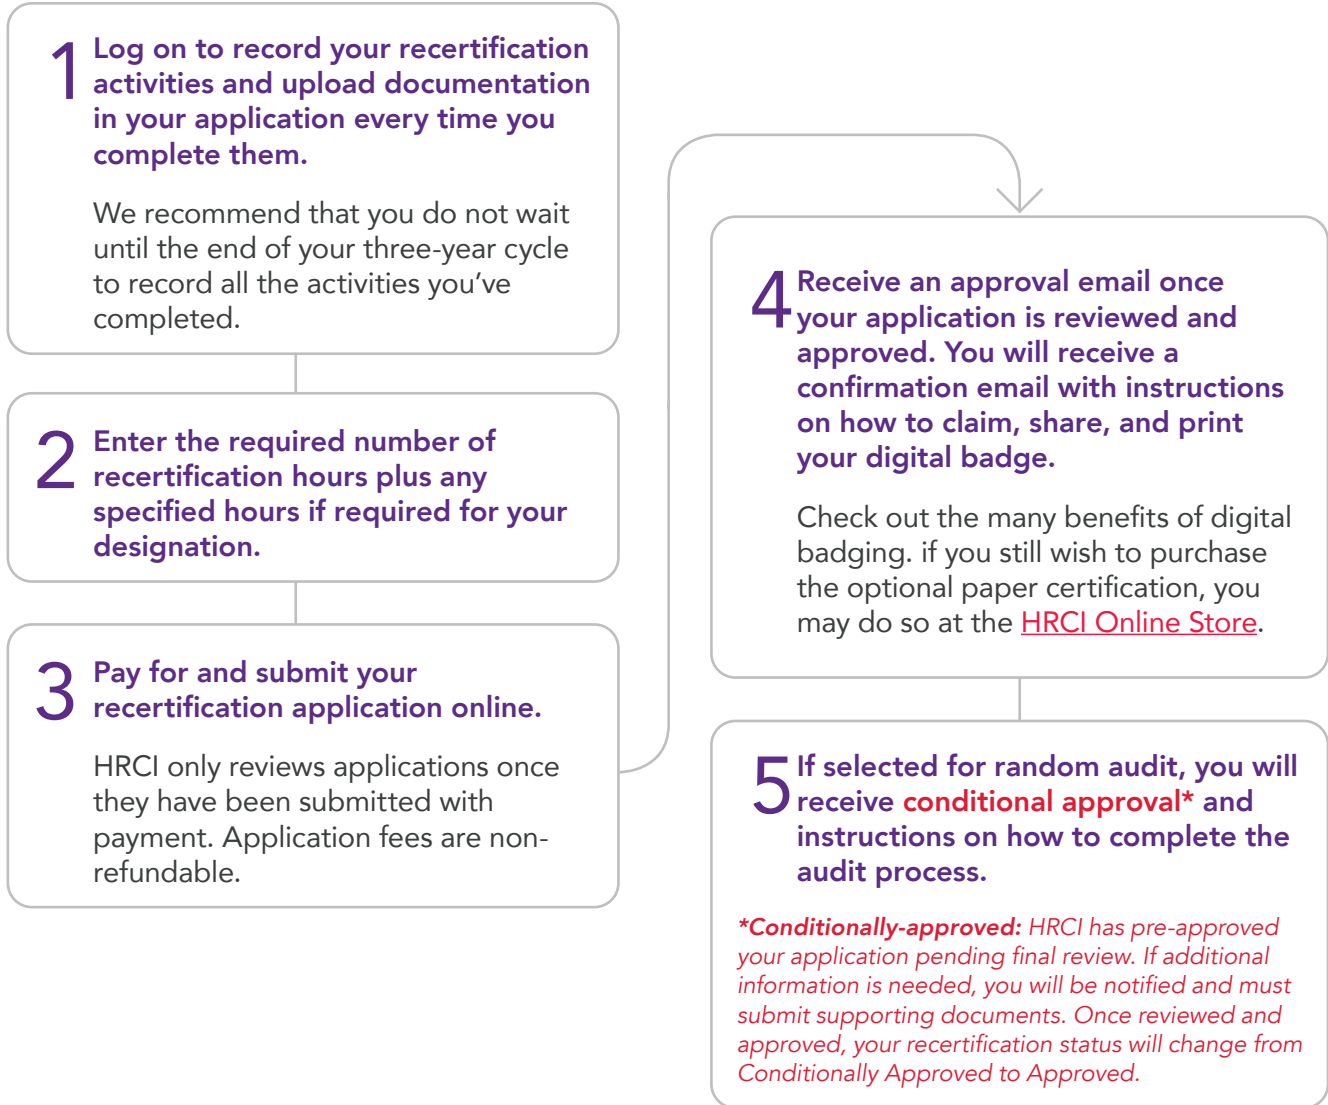 1
Log on to record your recertification
activities and upload documentation
in your application every time you
complete them.
We recommend that you do not wait
until the end of your three-year cycle
to record all the activities you’ve
completed.
2
Enter the required number of
recertification hours plus any
specified hours if required for your
designation.
3
Pay for and submit your
recertification application online.
HRCI only reviews applications once
they have been submitted with
payment. Application fees are non-
refundable.
4
Receive an approval email once
your application is reviewed and
approved. You will receive a
confirmation email with instructions
on how to claim, share, and print
your digital badge.
Check out the many benefits of digital
badging. if you still wish to purchase
the optional paper certification, you
may do so at the HRCI Online Store.
5
If selected for random audit, you will
receive conditional approval* and
instructions on how to complete the
audit process.
*Conditionally-approved: HRCI has pre-approved
your application pending final review. If additional
information is needed, you will be notified and must
submit supporting documents. Once reviewed and
approved, your recertification status will change from
Conditionally Approved to Approved.